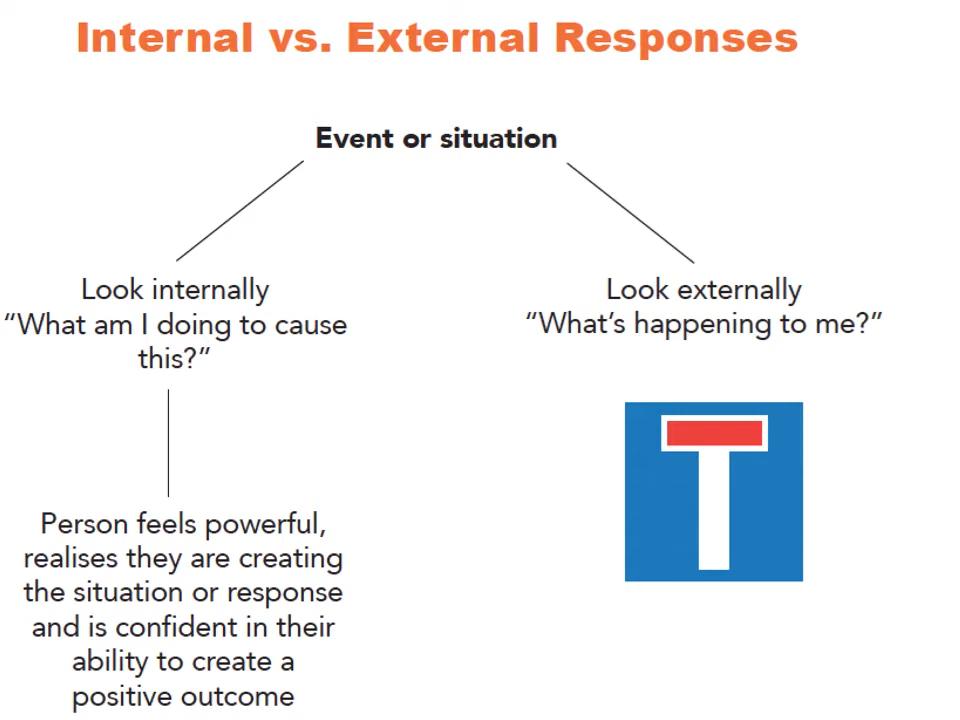 Internal vs. External Responses
Event or situation
Look internally
“What am I doing to cause
this?”
Look externally
“What’s happening to me?”
Person feels powerful,
realises they are creating
the situation or response
and is confident in their
ability to create a
positive outcome